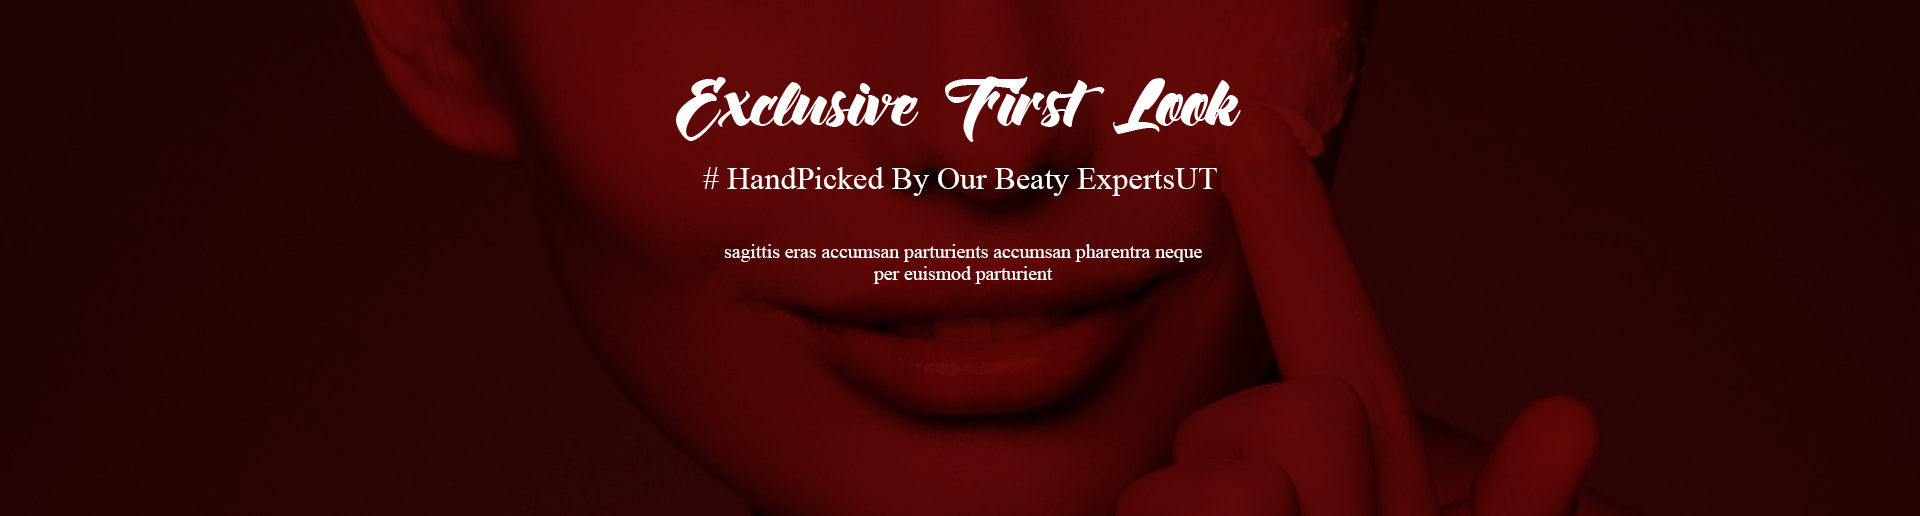 Exclusive First Look
# HandPicked By Our Beaty ExpertsUT
sagittis eras accumsan parturients accumsan pharentra neque
per euismod parturient